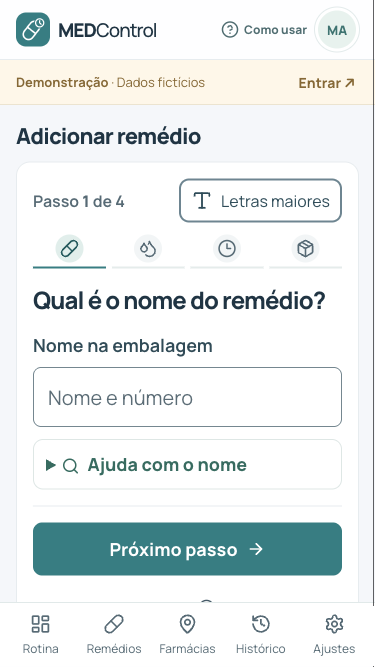 MEDControl
Como usar
MA
Demonstração · Dados fictícios
Entrar
Adicionar remédio
Passo 1 de 4
Letras maiores
Qual é o nome do remédio?
Nome na embalagem
Nome e número
Ajuda com o nome
Próximo passo
Rotina
Remédios
Farmácias
Histórico
Ajustes